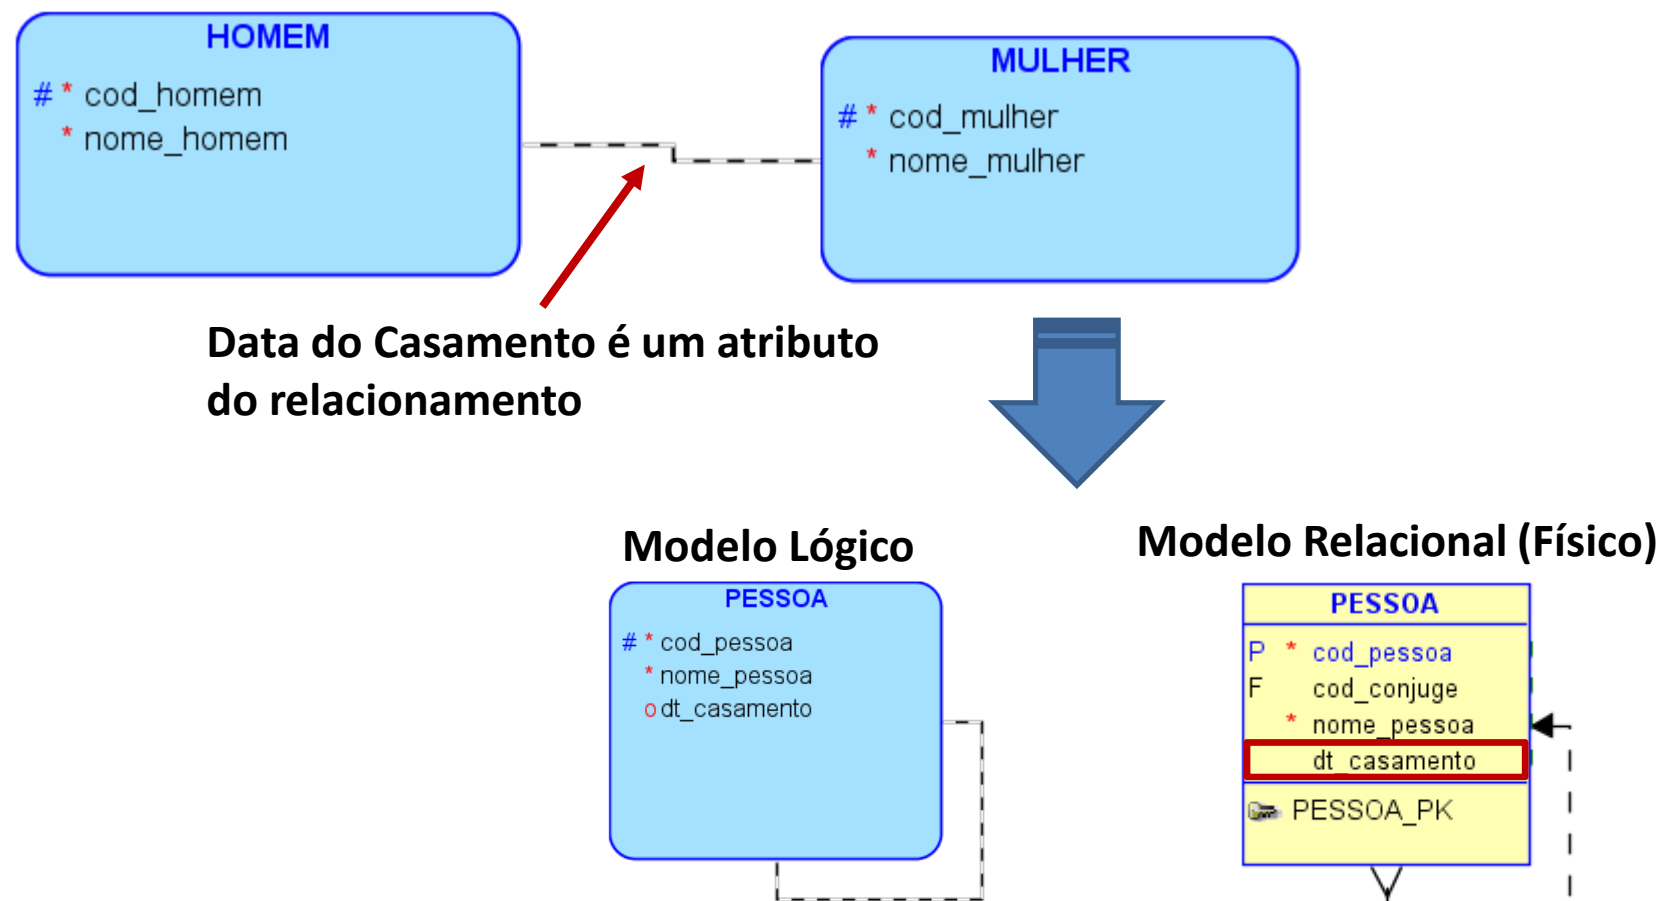 HOMEM
# * cod_homem
* nome_homem
MULHER
# * cod_mulher
* nome_mulher
Data do Casamento é um atributo
do relacionamento
Modelo Lógico
PESSOA
# * cod_pessoa
* nome_pessoa
o dt_casamento
Modelo Relacional (Físico)
PESSOA
P * cod_pessoa
F cod_conjuge
* nome_pessoa
dt_casamento
PESSOA_PK